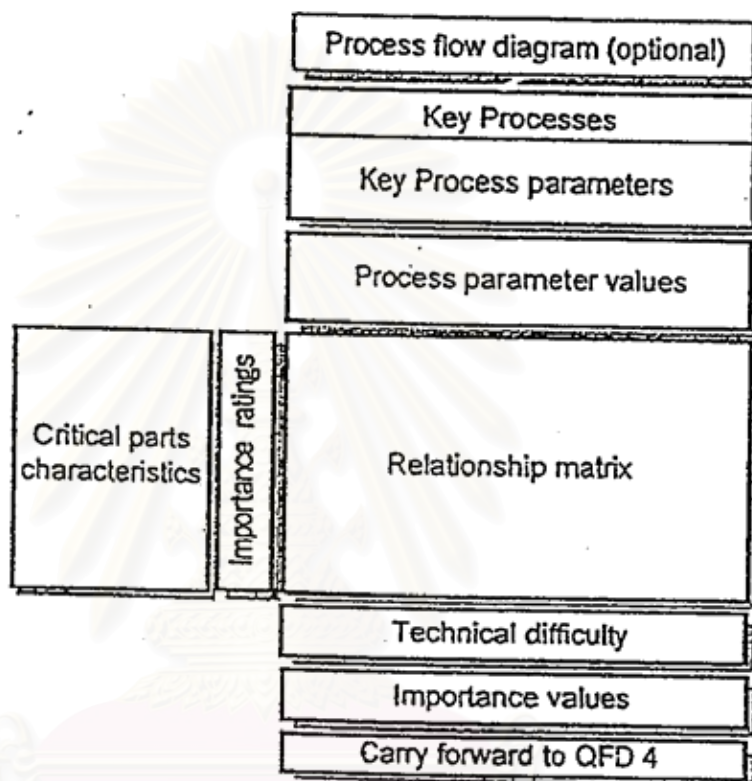 Process flow diagram (optional)
Key Processes
Key Process parameters
Process parameter values
Critical parts
characteristics
Importance ratings
Relationship matrix
Technical difficulty
Importance values
Carry forward to QFD 4